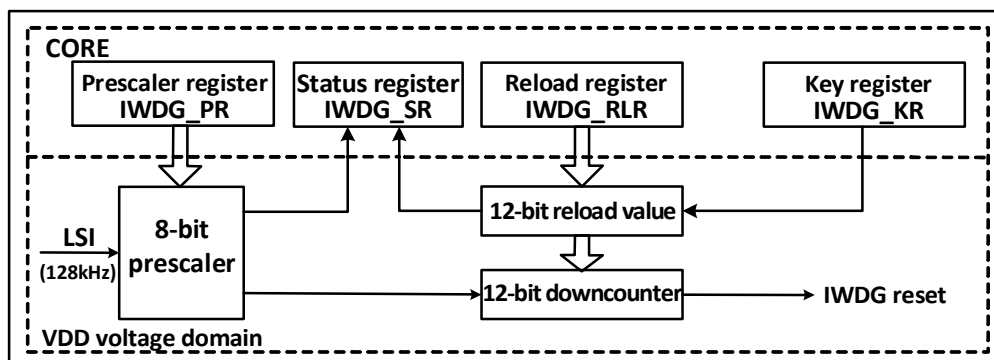 CORE
Prescaler register
IWDG_PR
Status register
IWDG_SR
Reload register
IWDG_RLR
Key register
IWDG_KR
LSI
(128kHz)
8-bit
prescaler
12-bit reload value
12-bit downcounter
IWDG reset
VDD voltage domain